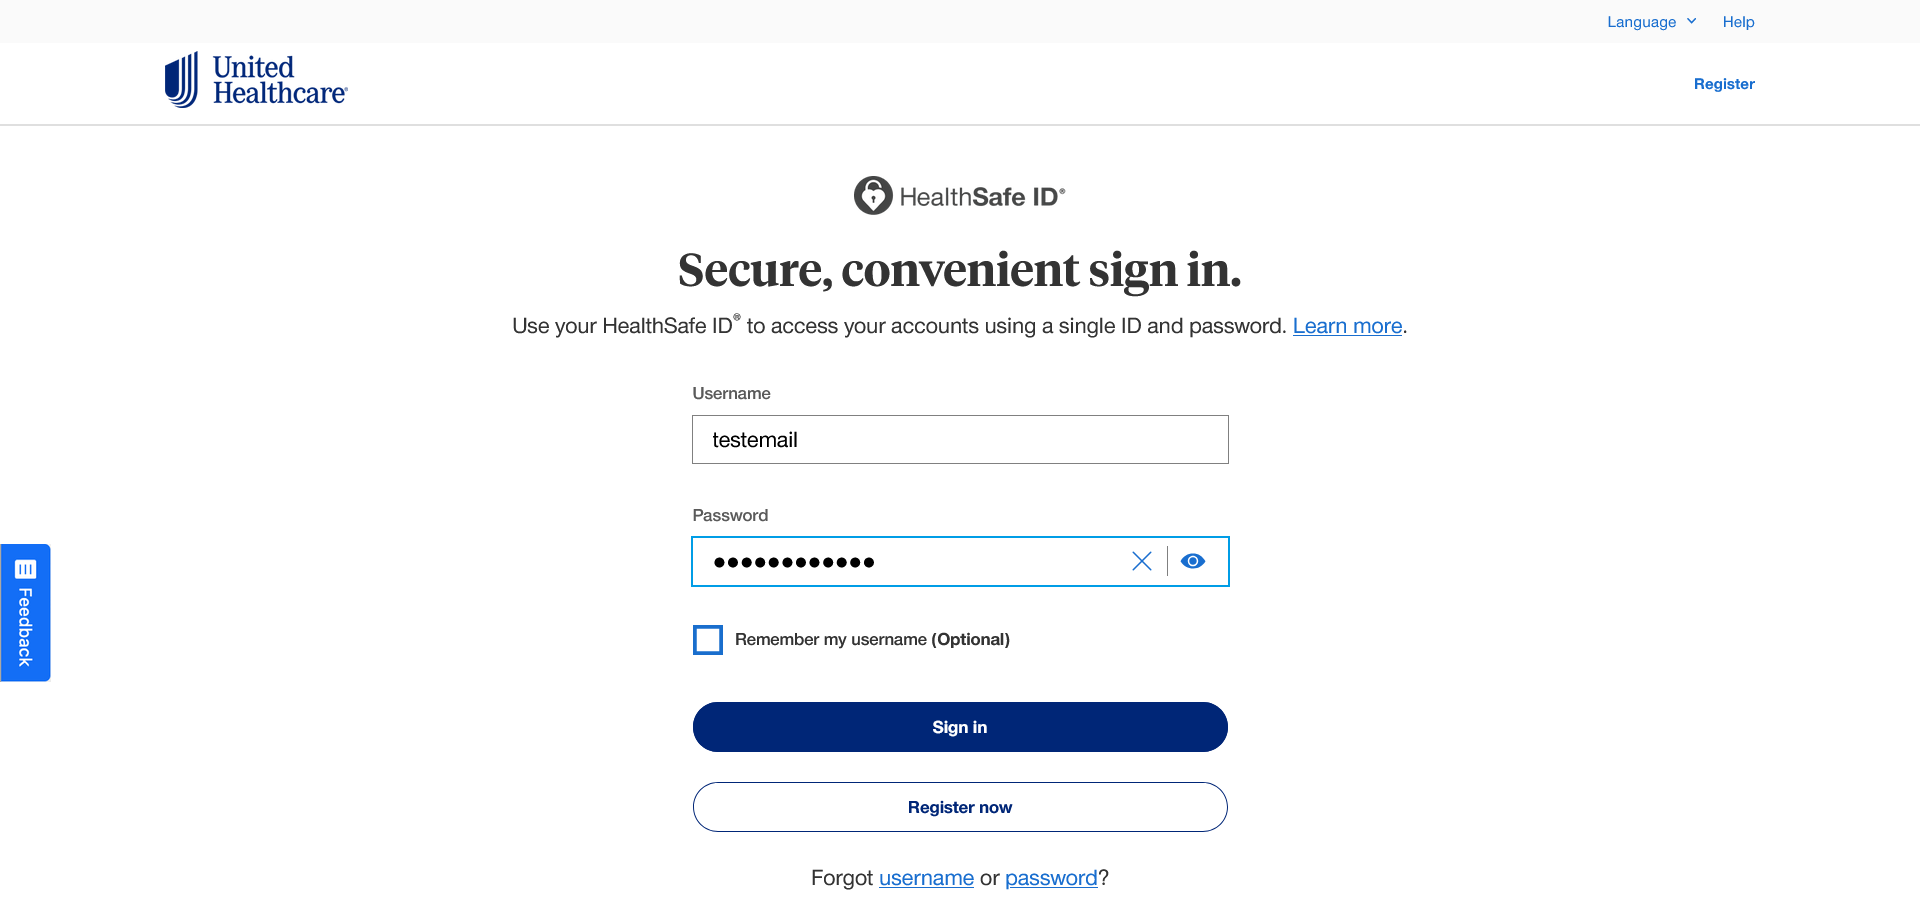 Language
Help
United
Healthcare®
Register
HealthSafe ID®
Secure, convenient sign in.
Use your HealthSafe ID® to access your accounts using a single ID and password. Learn more.
Username
testemail
Password
••••••••••••
Remember my username (Optional)
Feedback
Sign in
Register now
Forgot username or password?